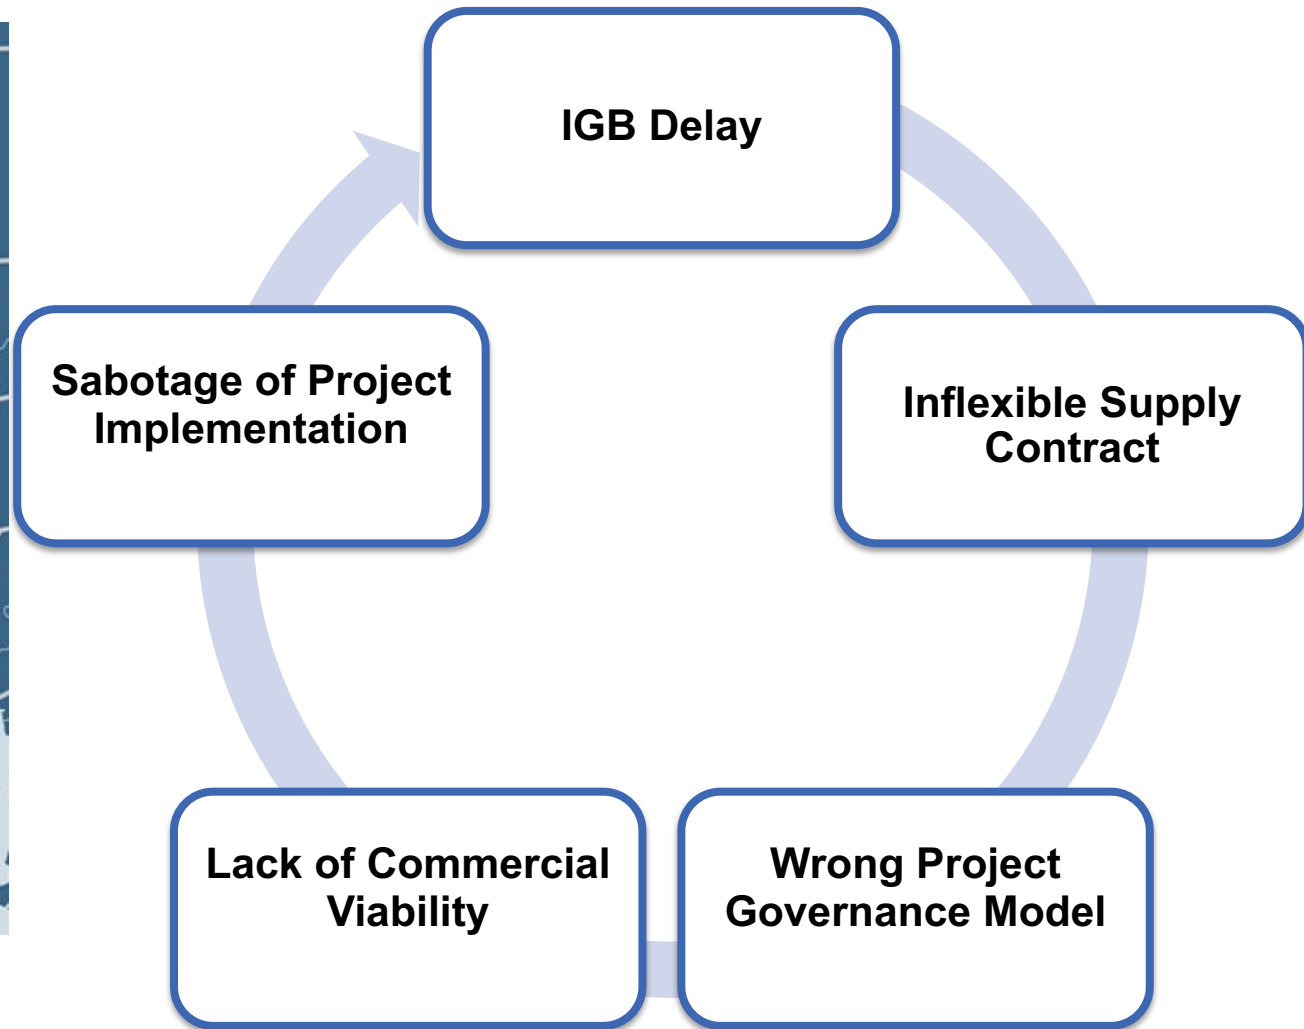 IGB Delay
Inflexible Supply
Contract
Wrong Project
Governance Model
Lack of Commercial
Viability
Sabotage of Project
Implementation